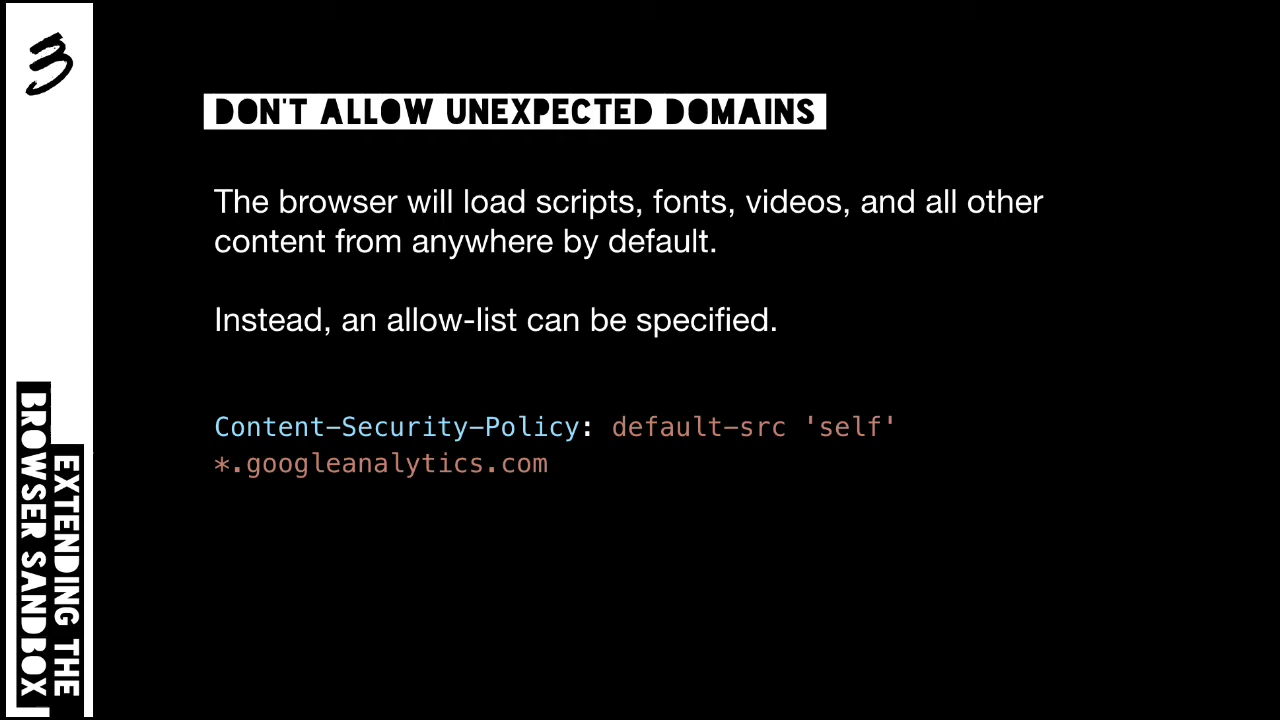 3
EXTENDING THE
BROWSER SANDBOX
DON'T ALLOW UNEXPECTED DOMAINS
The browser will load scripts, fonts, videos, and all other
content from anywhere by default.
Instead, an allow-list can be specified.
Content-Security-Policy: default-src 'self'
*.googleanalytics.com